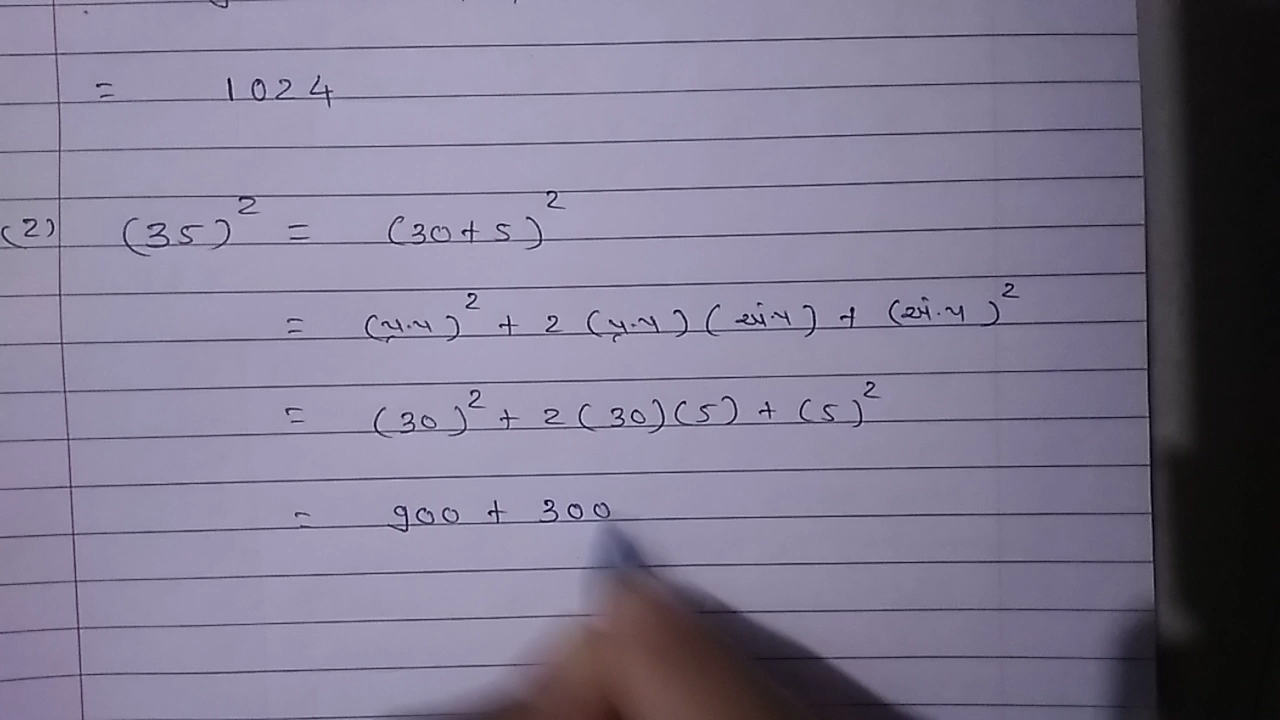 = 1024
(2) (35)² = (30+5)²
= (પ્ર.પ)² + 2 (પ્ર.પ) (દ્વિ.પ) + (દ્વિ.પ)²
= (30)² + 2 (30) (5) + (5)²
= 900 + 300